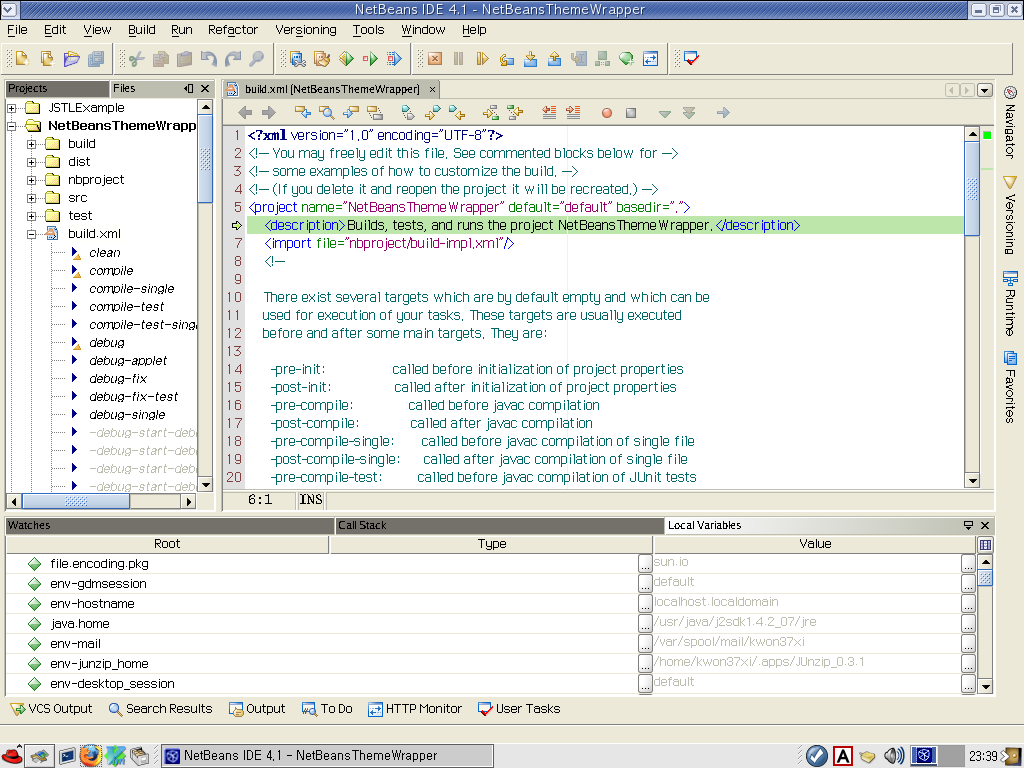 NetBeans IDE 4.1 - NetBeansThemeWrapper
File Edit View Build Run Refactor Versioning Tools Window Help
Projects
Files
build.xml [NetBeansThemeWrapper]
JSTLExample
NetBeansThemeWrapp
build
dist
nbproject
src
test
build.xml
clean
compile
compile-single
compile-test
compile-test-sing
debug
debug-applet
debug-fix
debug-fix-test
debug-single
-debug-start-deb
-debug-start-deb
-debug-start-deb
-debug-start-deb
1 <?xml version="1.0" encoding="UTF-8"?>
2 <!-- You may freely edit this file. See commented blocks below for -->
3 <!-- some examples of how to customize the build. -->
4 <!-- (If you delete it and reopen the project it will be recreated.) -->
5 <project name="NetBeansThemeWrapper" default="default" basedir=".">
<description>Builds, tests, and runs the project NetBeansThemeWrapper.</description>
7 <import file="nbproject/build-impl.xml"/>
8 <!--
9
10 There exist several targets which are by default empty and which can be
11 used for execution of your tasks. These targets are usually executed
12 before and after some main targets. They are:
13
14 -pre-init: called before initialization of project properties
15 -post-init: called after initialization of project properties
16 -pre-compile: called before javac compilation
17 -post-compile: called after javac compilation
18 -pre-compile-single: called before javac compilation of single file
19 -post-compile-single: called after javac compilation of single file
20 -pre-compile-test: called before javac compilation of JUnit tests
6:1 INS
Navigator
Versioning
Runtime
Favorites
Watches
Call Stack
Local Variables
Root Type Value
file.encoding.pkg ... sun.io ...
env-gdmsession ... default ...
env-hostname ... localhost.localdomain ...
java.home ... /usr/java/j2sdk1.4.2_07/jre ...
env-mail ... /var/spool/mail/kwon37xi ...
env-junzip_home ... /home/kwon37xi/.apps/JUnzip_0.3.1 ...
env-desktop_session ... default ...
VCS Output Search Results Output To Do HTTP Monitor User Tasks
NetBeans IDE 4.1 - NetBeansThemeWrapper
A
23:39